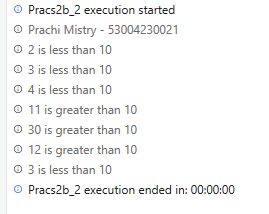 Pracs2b_2 execution started
Prachi Mistry - 53004230021
2 is less than 10
3 is less than 10
4 is less than 10
11 is greater than 10
30 is greater than 10
12 is greater than 10
3 is less than 10
Pracs2b_2 execution ended in: 00:00:00